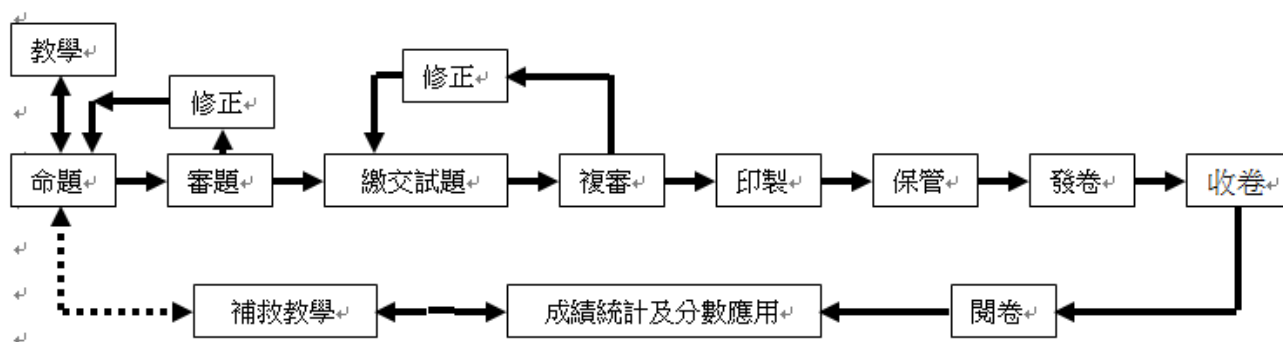 教學
修正
修正
命題
審題
繳交試題
複審
印製
保管
發卷
收卷
補救教學
成績統計及分數應用
閱卷